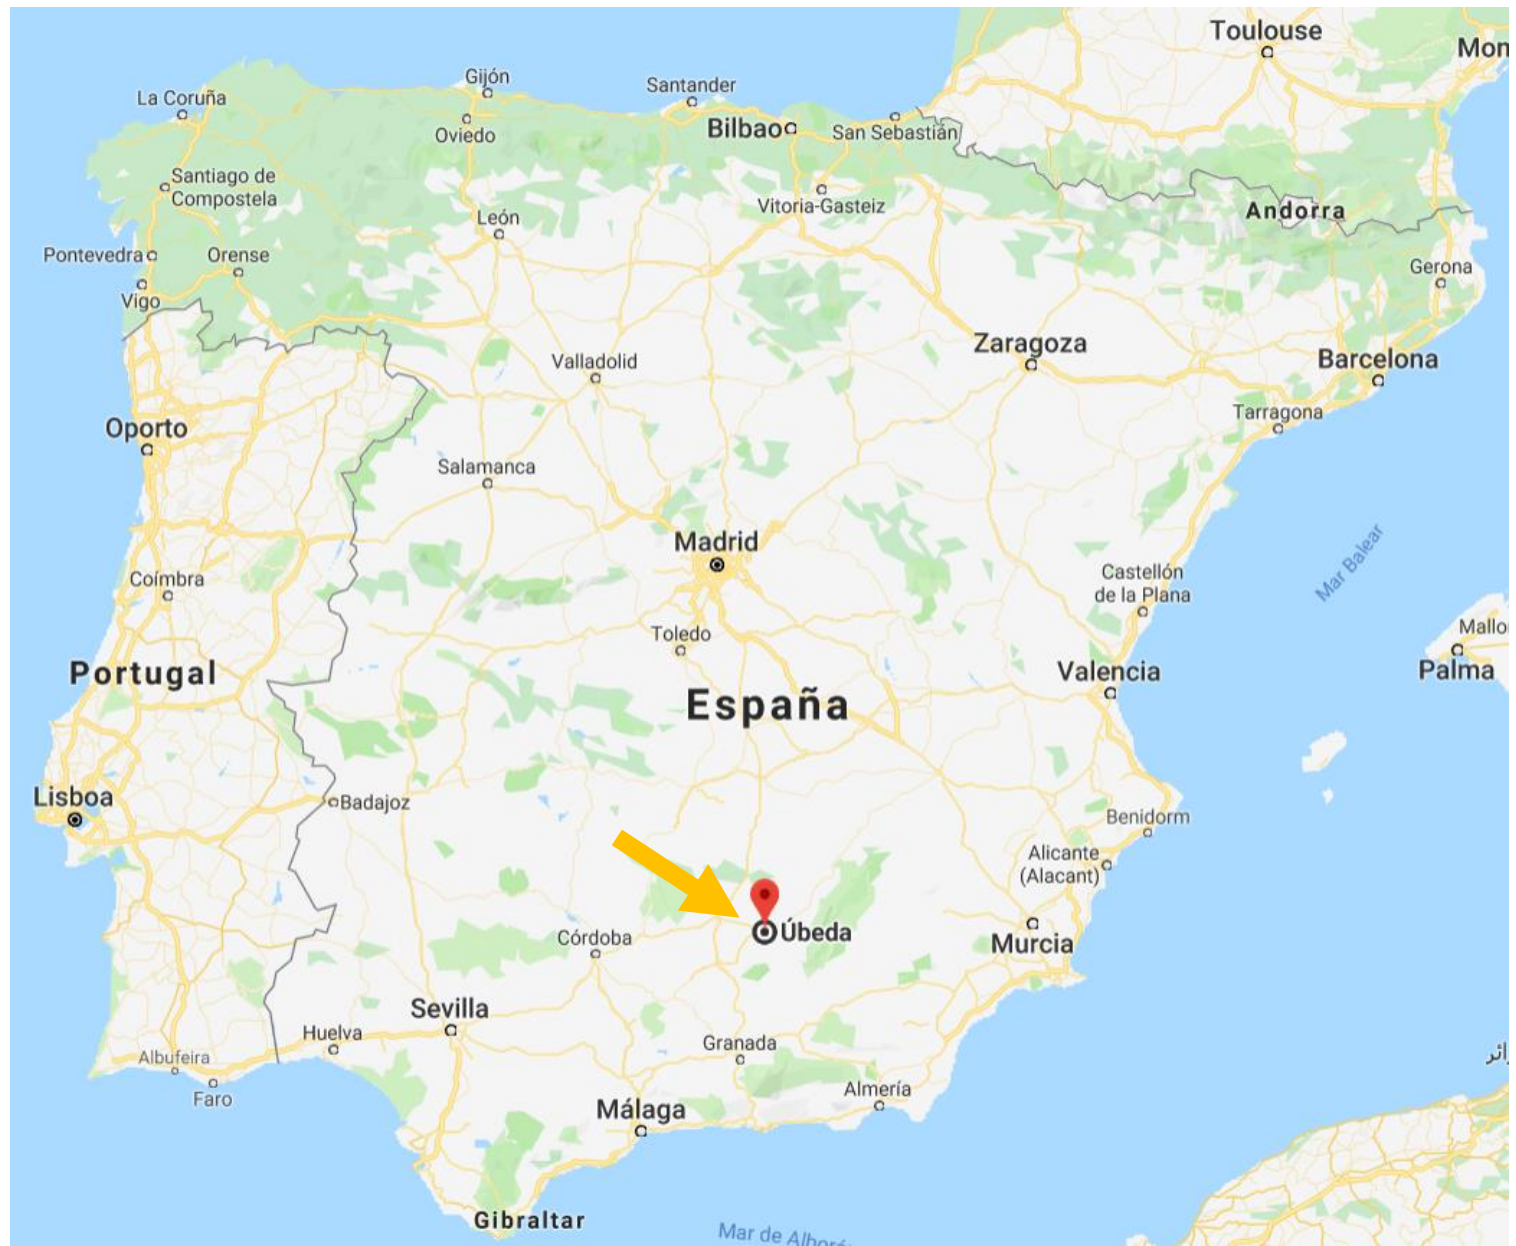 Toulouse
Mon
Gijón
Santander
La Coruña
Bilbao
Oviedo
San Sebastián
Santiago de
Compostela
Vitoria-Gasteiz
León
Andorra
Pontevedra
Orense
Gerona
Vigo
Zaragoza
Valladolid
Barcelona
Tarragona
Oporto
Salamanca
Madrid
Mar Balear
Coímbra
Castellón
de la Plana
Toledo
Mallo
Portugal
Valencia
Palma
España
Lisboa
Badajoz
Benidorm
Alicante
(Alacant)
Úbeda
Córdoba
Murcia
Sevilla
Huelva
Granada
Albufeira
Almería
Faro
Málaga
Gibraltar
Mar de Alborá